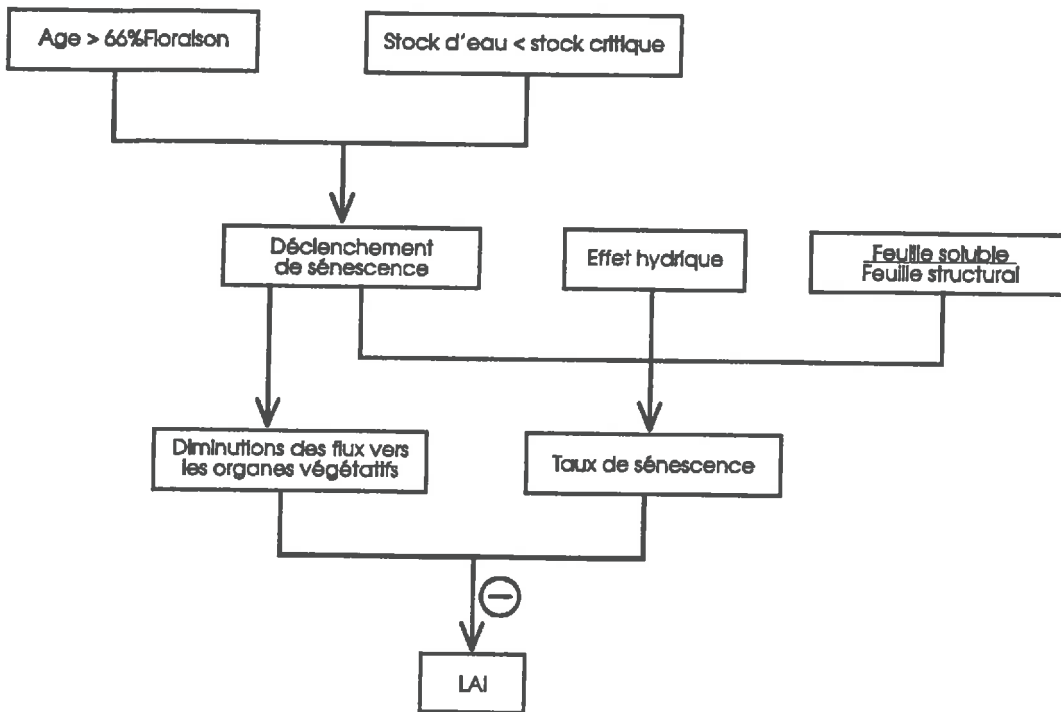 Age > 66%Floraison
Stock d'eau < stock critique
Déclenchement
de sénescence
Effet hydrique
Feuille soluble
Feuille structural
Diminutions des flux vers
les organes végétatifs
Taux de sénescence
−
LAI